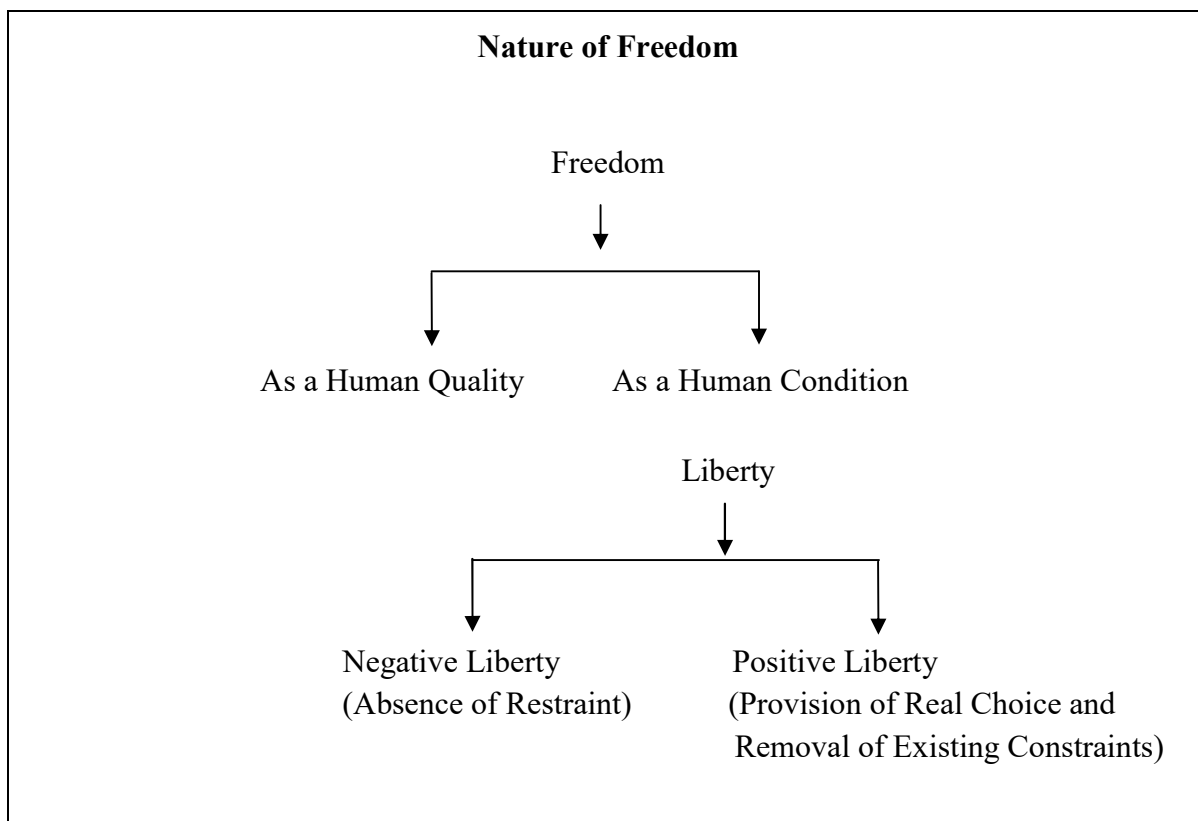 Nature of Freedom
Freedom
As a Human Quality
As a Human Condition
Liberty
Negative Liberty
(Absence of Restraint)
Positive Liberty
(Provision of Real Choice and
Removal of Existing Constraints)